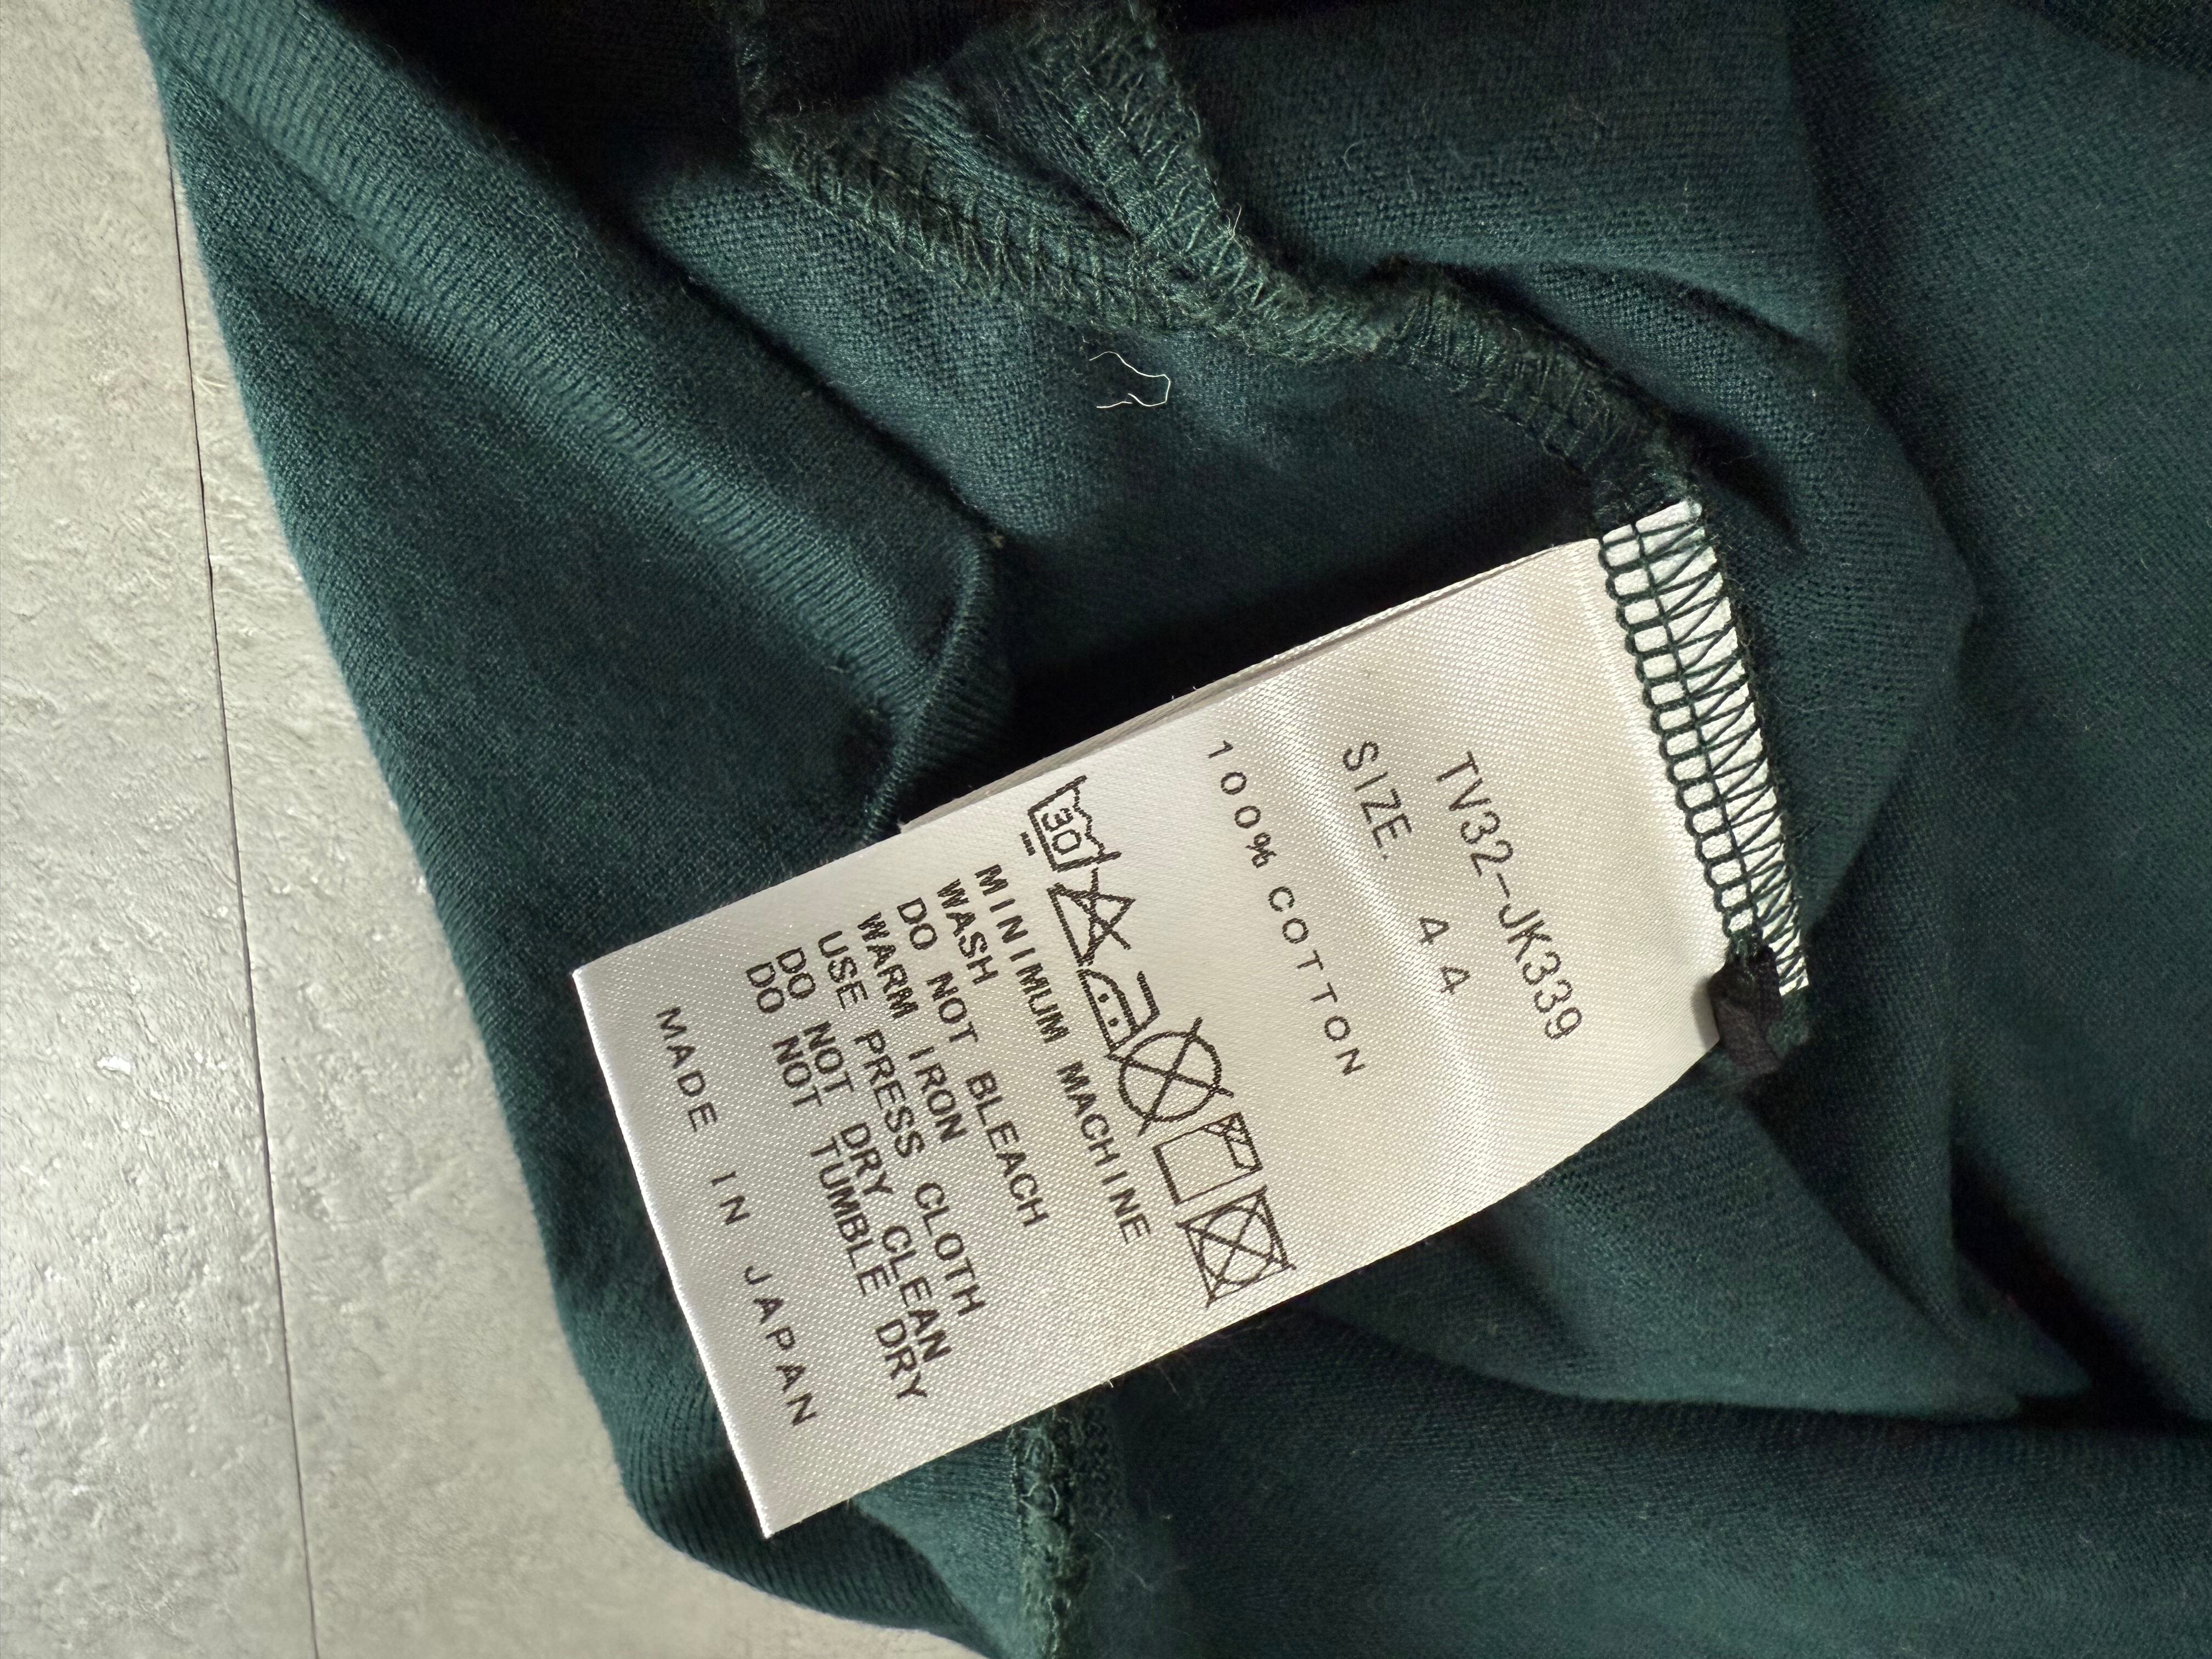 TV32-JK339
SIZE. 44
100% COTTON
30
MINIMUM MACHINE
WASH
DO NOT BLEACH
WARM IRON
USE PRESS CLOTH
DO NOT DRY CLEAN
DO NOT TUMBLE DRY
MADE IN JAPAN